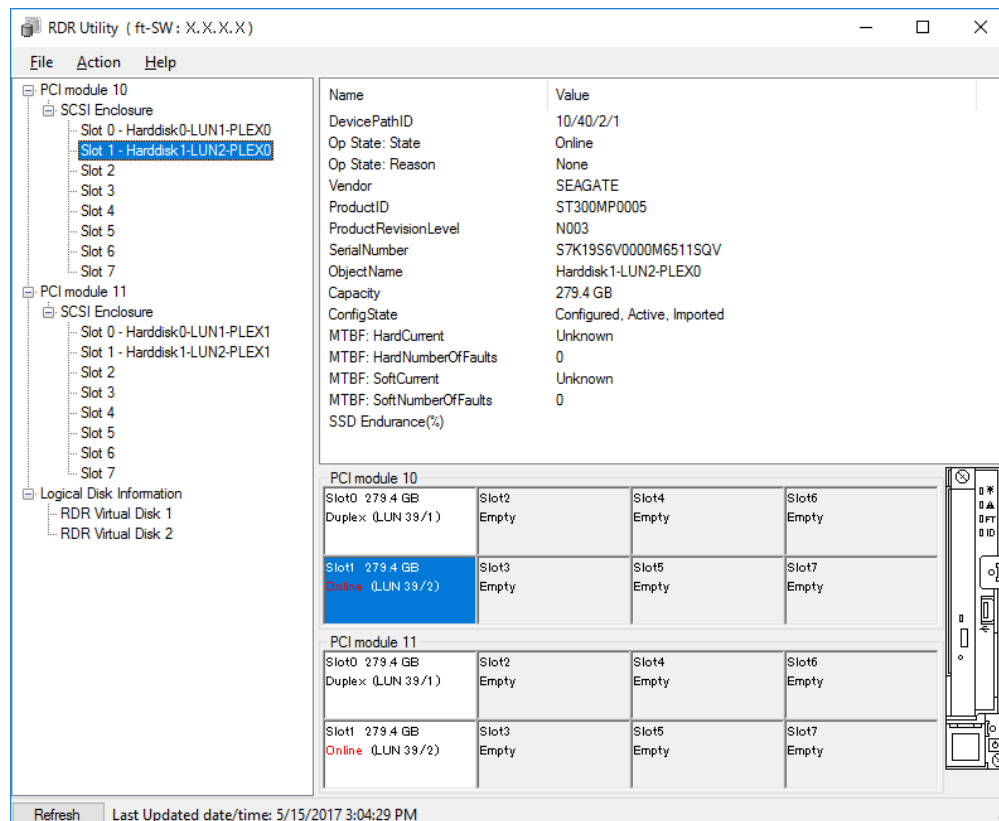 RDR Utility ( ft-SW : X.X.X.X )
File Action Help
PCI module 10
SCSI Enclosure
Slot 0 - Harddisk0-LUN1-PLEX0
Slot 1 - Harddisk1-LUN2-PLEX0
Slot 2
Slot 3
Slot 4
Slot 5
Slot 6
Slot 7
PCI module 11
SCSI Enclosure
Slot 0 - Harddisk0-LUN1-PLEX1
Slot 1 - Harddisk1-LUN2-PLEX1
Slot 2
Slot 3
Slot 4
Slot 5
Slot 6
Slot 7
Logical Disk Information
RDR Virtual Disk 1
RDR Virtual Disk 2
Name Value
DevicePathID 10/40/2/1
Op State: State Online
Op State: Reason None
Vendor SEAGATE
ProductID ST300MP0005
ProductRevisionLevel N003
SerialNumber S7K19S6V0000M6511SQV
ObjectName Harddisk1-LUN2-PLEX0
Capacity 279.4 GB
ConfigState Configured, Active, Imported
MTBF: HardCurrent Unknown
MTBF: HardNumberOfFaults 0
MTBF: SoftCurrent Unknown
MTBF: SoftNumberOfFaults 0
SSD Endurance(%)
PCI module 10
Slot0 279.4 GB Slot2 Slot4 Slot6
Duplex (LUN 39/1) Empty Empty Empty
Slot1 279.4 GB Slot3 Slot5 Slot7
Online (LUN 39/2) Empty Empty Empty
PCI module 11
Slot0 279.4 GB Slot2 Slot4 Slot6
Duplex (LUN 39/1) Empty Empty Empty
Slot1 279.4 GB Slot3 Slot5 Slot7
Online (LUN 39/2) Empty Empty Empty
FT
ID
Refresh Last Updated date/time: 5/15/2017 3:04:29 PM